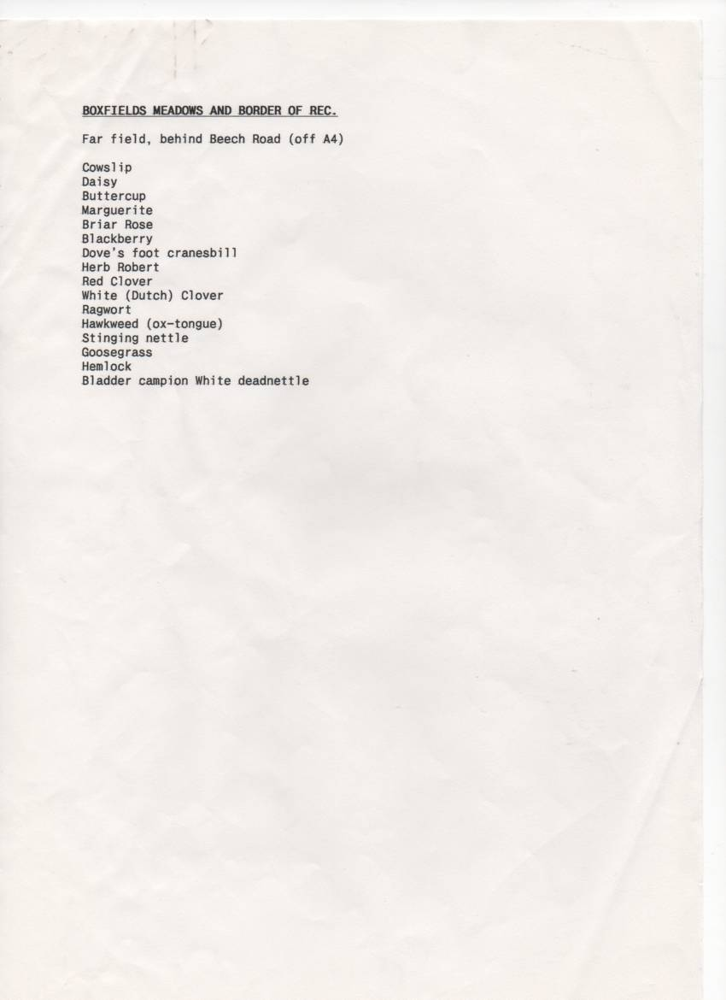 BOXFIELDS MEADOWS AND BORDER OF REC.
Far field, behind Beech Road (off A4)
Cowslip
Daisy
Buttercup
Marguerite
Briar Rose
Blackberry
Dove's foot cranesbill
Herb Robert
Red Clover
White (Dutch) Clover
Ragwort
Hawkweed (ox-tongue)
Stinging nettle
Goosegrass
Hemlock
Bladder campion White deadnettle